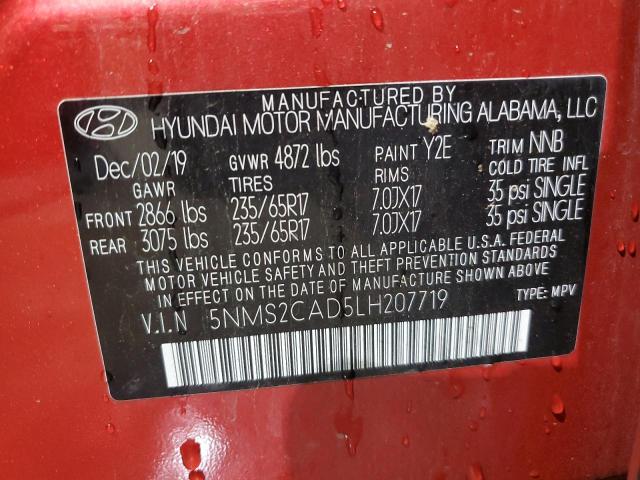 MANUFACTURED BY
HYUNDAI MOTOR MANUFACTURING ALABAMA, LLC
Dec/02/19 GVWR 4872 lbs PAINT Y2E TRIM NNB
GAWR TIRES RIMS COLD TIRE INFL
FRONT 2866 lbs 235/65R17 7.0JX17 35 psi SINGLE
REAR 3075 lbs 235/65R17 7.0JX17 35 psi SINGLE
THIS VEHICLE CONFORMS TO ALL APPLICABLE U.S.A. FEDERAL
MOTOR VEHICLE SAFETY AND THEFT PREVENTION STANDARDS
IN EFFECT ON THE DATE OF MANUFACTURE SHOWN ABOVE.
V.I.N 5NMS2CAD5LH207719 TYPE: MPV